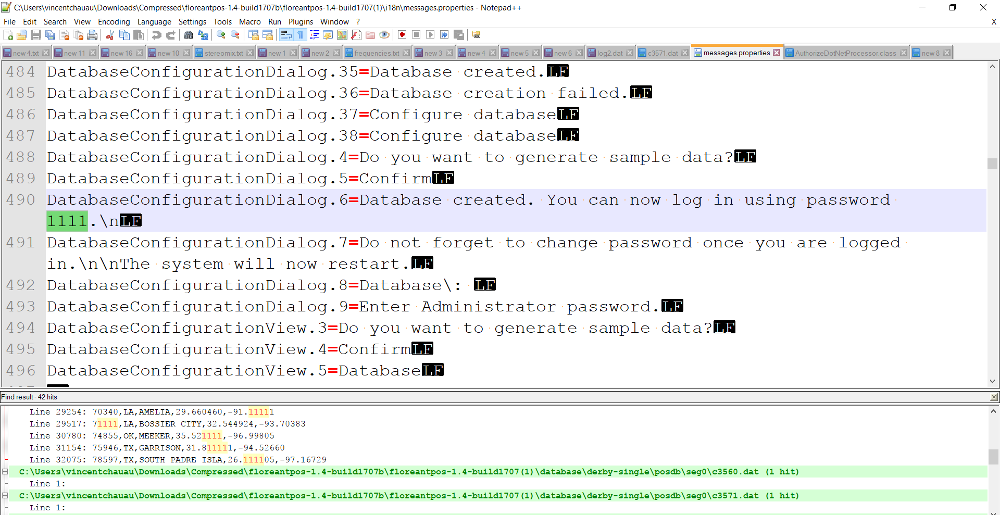 C:\Users\vincentchauau\Downloads\Compressed\floreantpos-1.4-build1707b\floreantpos-1.4-build1707(1)\i18n\messages.properties - Notepad++
File Edit Search View Encoding Language Settings Tools Macro Run Plugins Window ? X
new 4.txt new 11 new 16 new 10 stereomix.txt new 1 new 2 frequencies.txt new 3 new 4 new 5 new 6 log2.dat c3571.dat messages.properties AuthorizeDotNetProcessor.class new 8
484 DatabaseConfigurationDialog.35=Database created.LF
485 DatabaseConfigurationDialog.36=Database creation failed.LF
486 DatabaseConfigurationDialog.37=Configure databaseLF
487 DatabaseConfigurationDialog.38=Configure databaseLF
488 DatabaseConfigurationDialog.4=Do you want to generate sample data?LF
489 DatabaseConfigurationDialog.5=ConfirmLF
490 DatabaseConfigurationDialog.6=Database created. You can now log in using password
1111.\nLF
491 DatabaseConfigurationDialog.7=Do not forget to change password once you are logged
in.\n\nThe system will now restart.LF
492 DatabaseConfigurationDialog.8=Database\: LF
493 DatabaseConfigurationDialog.9=Enter Administrator password.LF
494 DatabaseConfigurationView.3=Do you want to generate sample data?LF
495 DatabaseConfigurationView.4=ConfirmLF
496 DatabaseConfigurationView.5=DatabaseLF
Find result - 42 hits
Line 29254: 70340,LA,AMELIA,29.660460,-91.11111
Line 29517: 71111,LA,BOSSIER CITY,32.544924,-93.70383
Line 30780: 74855,OK,MEEKER,35.521111,-96.99805
Line 31154: 75946,TX,GARRISON,31.811111,-94.52660
Line 32075: 78597,TX,SOUTH PADRE ISLA,26.111105,-97.16729
C:\Users\vincentchauau\Downloads\Compressed\floreantpos-1.4-build1707b\floreantpos-1.4-build1707(1)\database\derby-single\posdb\seg0\c3560.dat (1 hit)
Line 1:
C:\Users\vincentchauau\Downloads\Compressed\floreantpos-1.4-build1707b\floreantpos-1.4-build1707(1)\database\derby-single\posdb\seg0\c3571.dat (1 hit)
Line 1: